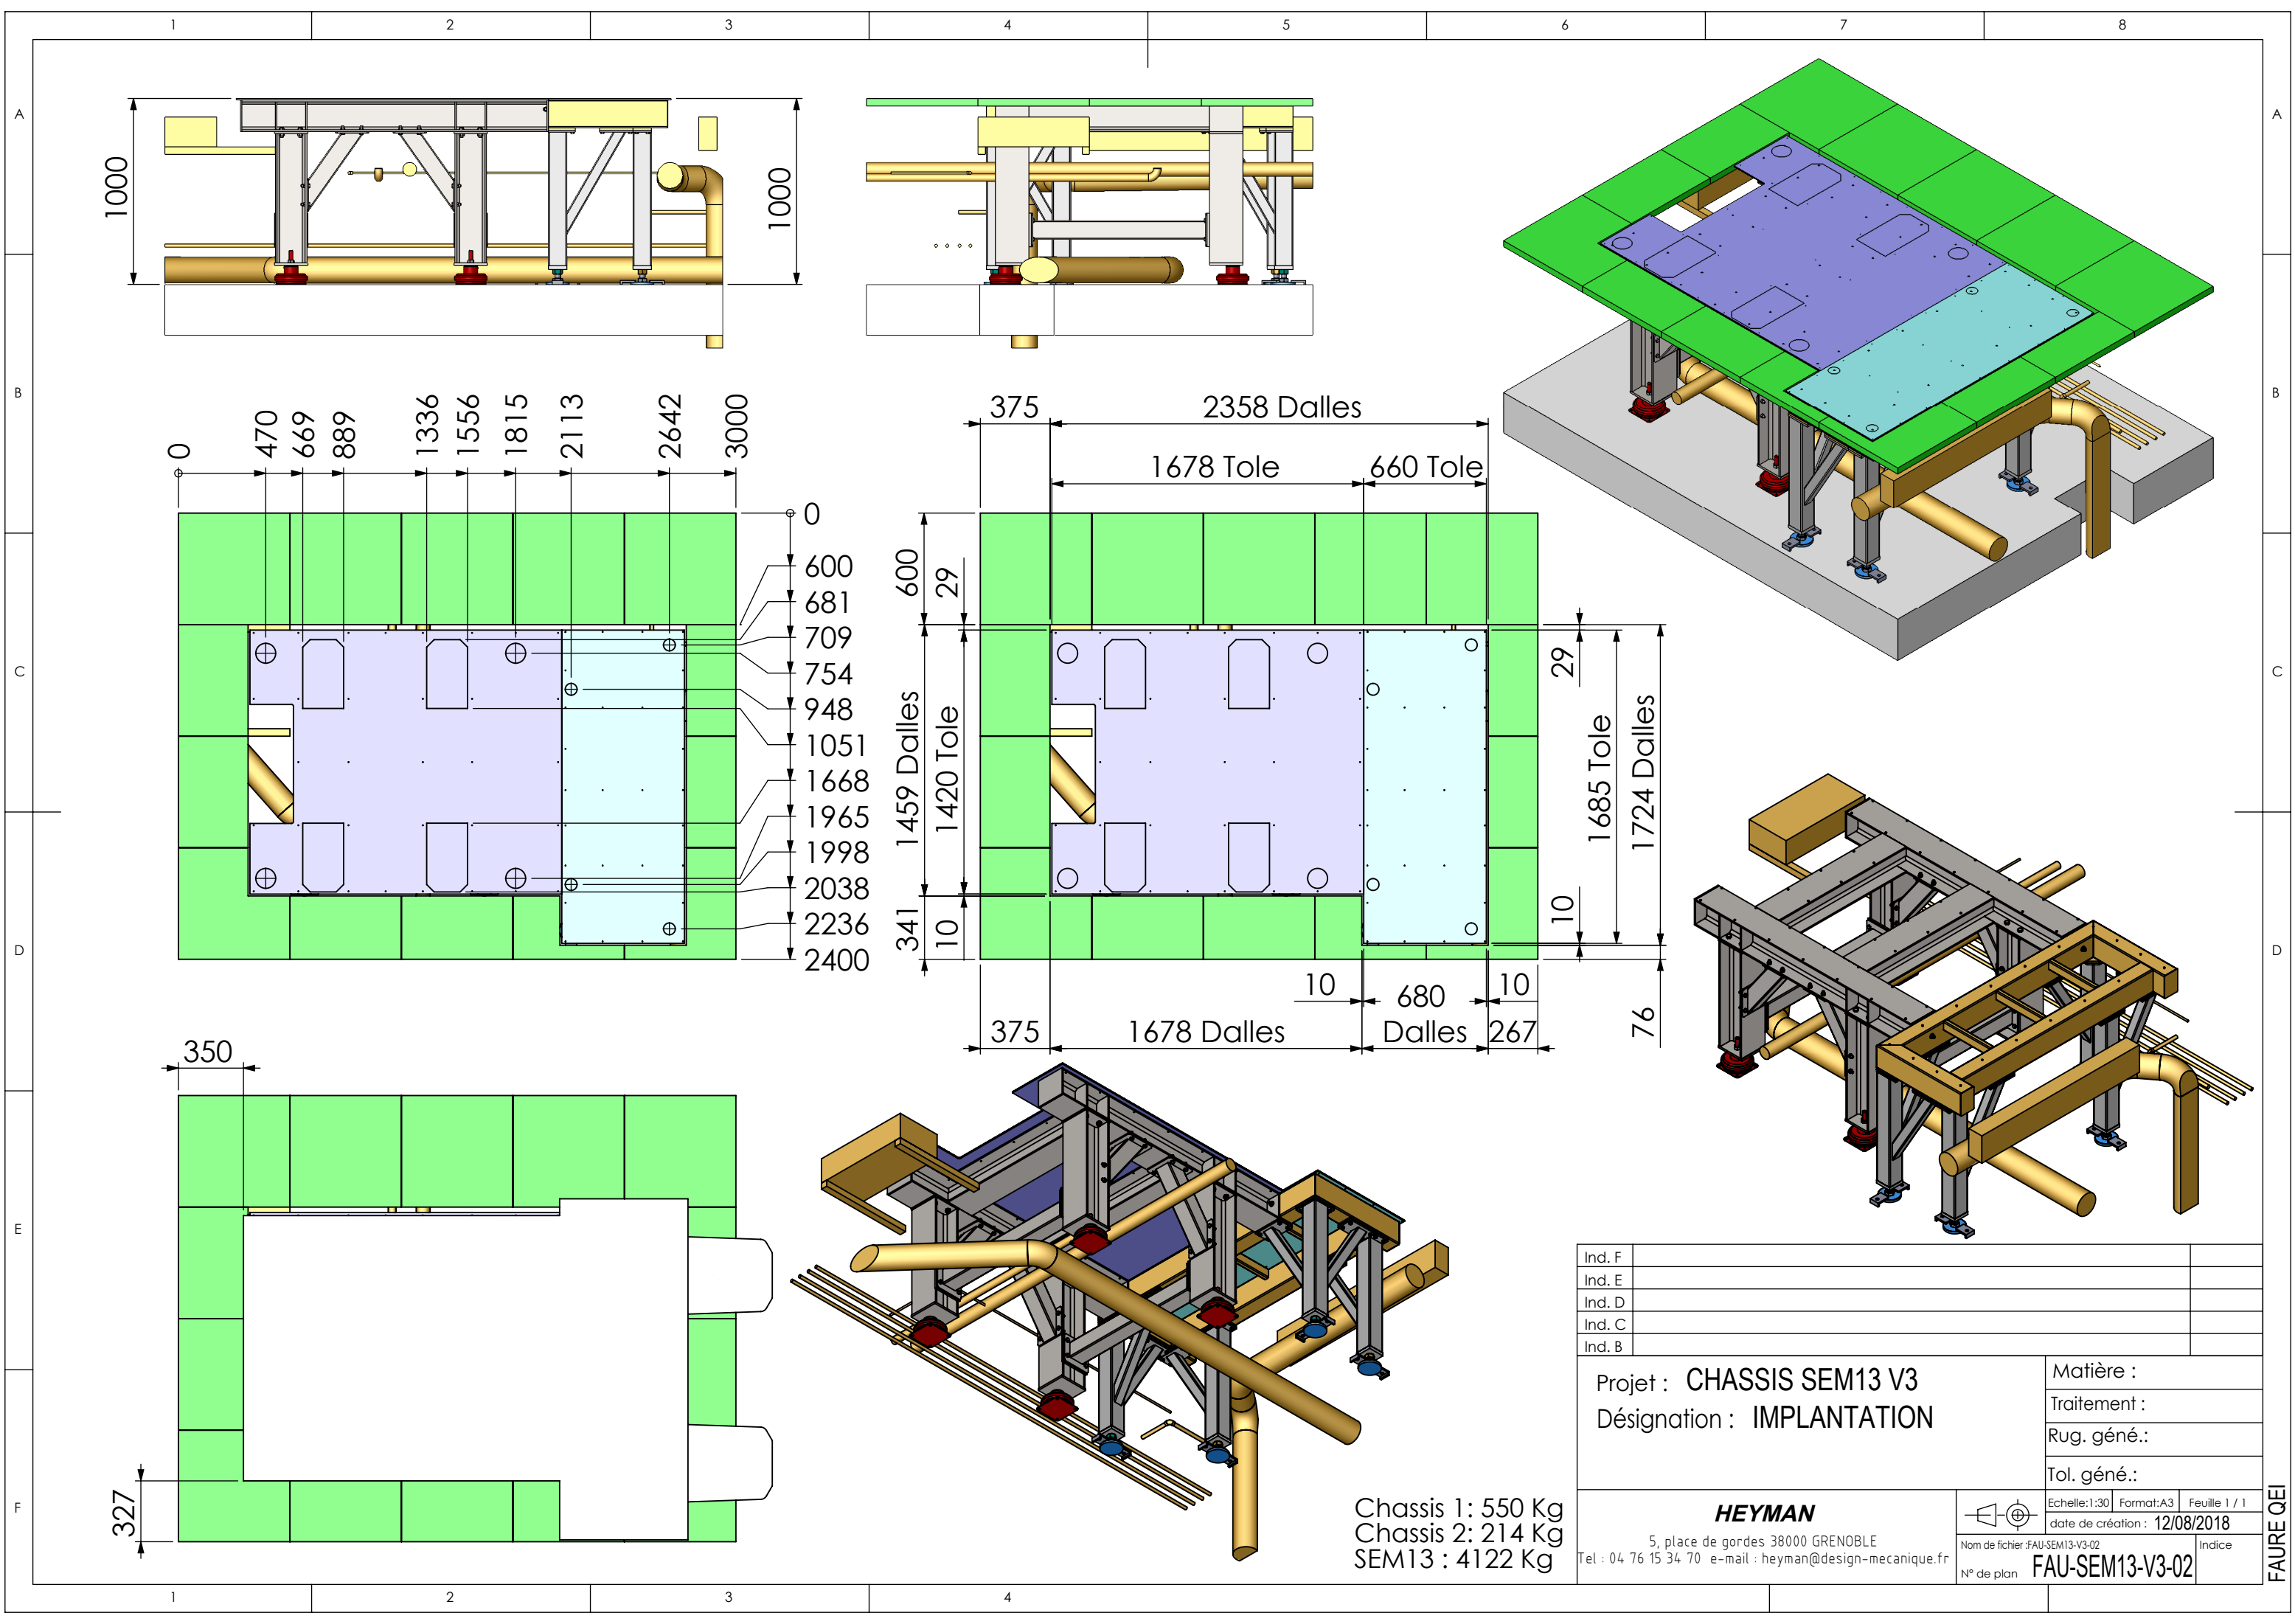 1 2 3 4 5 6 7 8
A A
B B
C C
D D
E
F
1000
1000
0 470 669 889 1336 1556 1815 2113 2642 3000
0
600
681
709
754
948
1051
1668
1965
1998
2038
2236
2400
375 2358 Dalles
1678 Tole 660 Tole
600 29
1459 Dalles 1420 Tole
341 10
29
1685 Tole 1724 Dalles
10
76
10 680 10
375 1678 Dalles Dalles 267
350
327
Chassis 1: 550 Kg
Chassis 2: 214 Kg
SEM13 : 4122 Kg
Ind. F
Ind. E
Ind. D
Ind. C
Ind. B
Projet : CHASSIS SEM13 V3
Désignation : IMPLANTATION
Matière :
Traitement :
Rug. géné.:
Tol. géné.:
HEYMAN
5, place de gordes 38000 GRENOBLE
Tel : 04 76 15 34 70 e-mail : heyman@design-mecanique.fr
Echelle:1:30 Format:A3 Feuille 1 / 1
date de création : 12/08/2018
Nom de fichier :FAU-SEM13-V3-02 Indice
N° de plan FAU-SEM13-V3-02
FAURE QEI
1 2 3 4